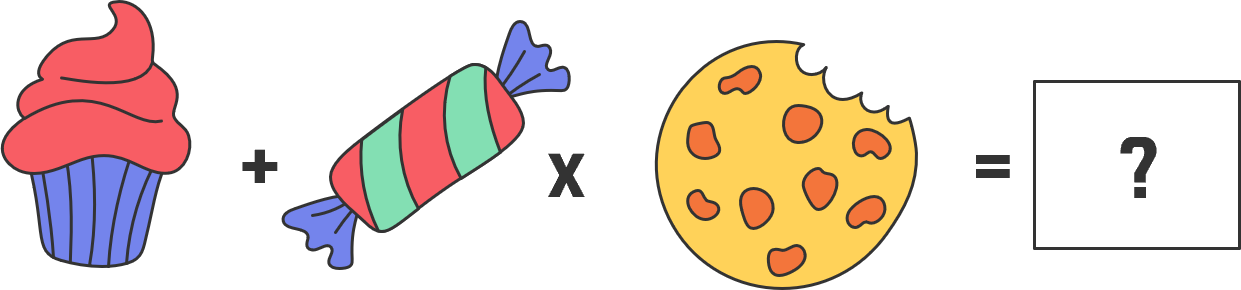 + x = ?